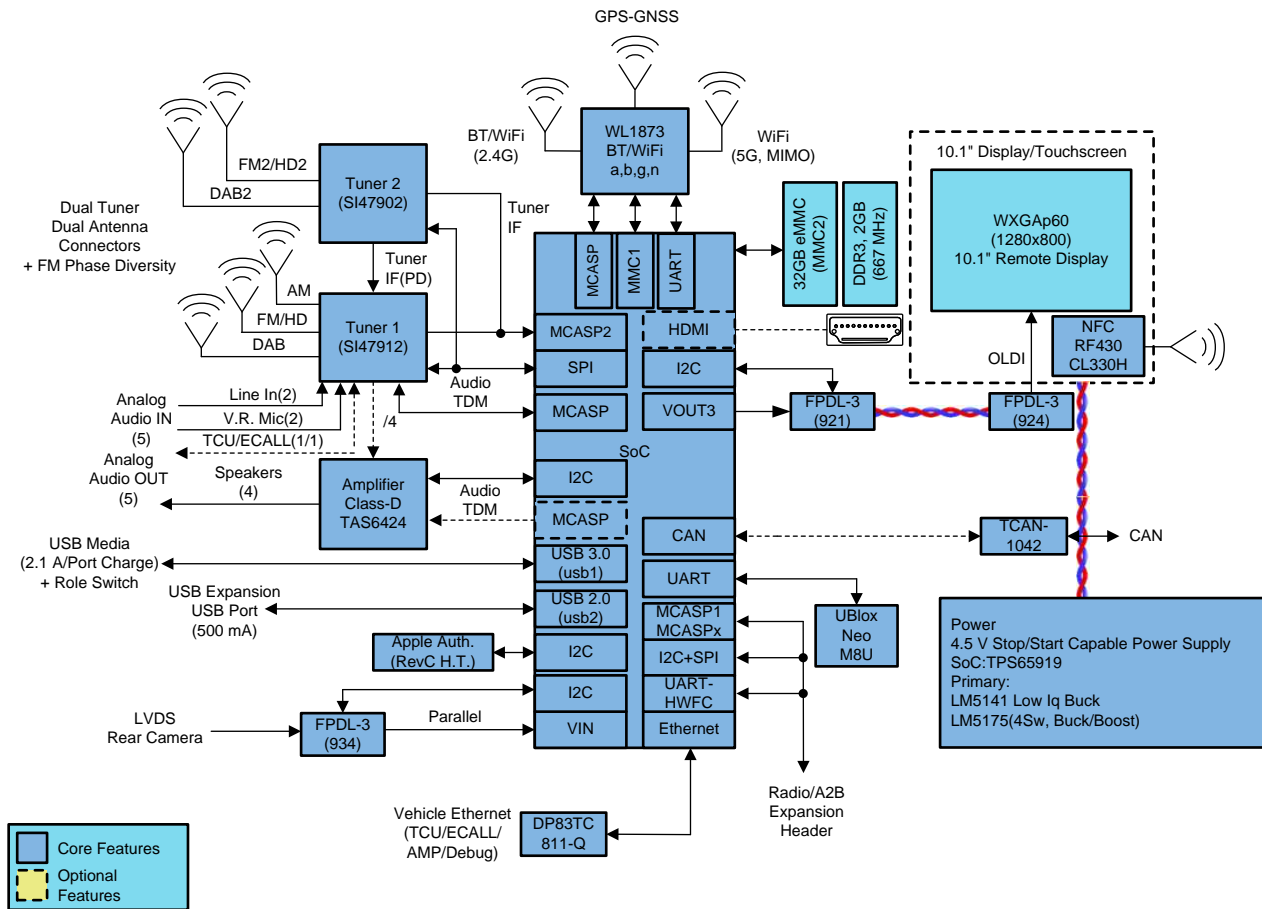 GPS-GNSS
BT/WiFi
(2.4G)
WL1873
BT/WiFi
a,b,g,n
WiFi
(5G, MIMO)
FM2/HD2
DAB2
Tuner 2
(SI47902)
Tuner
IF
Dual Tuner
Dual Antenna
Connectors
+ FM Phase Diversity
Tuner
IF(PD)
AM
FM/HD
DAB
Tuner 1
(SI47912)
MCASP
MMC1
UART
32GB eMMC
(MMC2)
DDR3, 2GB
(667 MHz)
10.1" Display/Touchscreen
WXGAp60
(1280x800)
10.1" Remote Display
NFC
RF430
CL330H
OLDI
MCASP2
HDMI
SPI
I2C
Audio
TDM
MCASP
VOUT3
FPDL-3
(921)
FPDL-3
(924)
Analog
Audio IN
(5)
Line In(2)
V.R. Mic(2)
TCU/ECALL(1/1)
/4
Analog
Audio OUT
(5)
Speakers
(4)
Amplifier
Class-D
TAS6424
Audio
TDM
SoC
I2C
MCASP
CAN
TCAN-
1042
CAN
USB Media
(2.1 A/Port Charge)
+ Role Switch
USB 3.0
(usb1)
UART
USB Expansion
USB Port
(500 mA)
USB 2.0
(usb2)
MCASP1
MCASPx
UBlox
Neo
M8U
Apple Auth.
(RevC H.T.)
I2C
I2C+SPI
I2C
UART-
HWFC
LVDS
Rear Camera
FPDL-3
(934)
Parallel
VIN
Ethernet
Power
4.5 V Stop/Start Capable Power Supply
SoC:TPS65919
Primary:
LM5141 Low Iq Buck
LM5175(4Sw, Buck/Boost)
Radio/A2B
Expansion
Header
Vehicle Ethernet
(TCU/ECALL/
AMP/Debug)
DP83TC
811-Q
Core Features
Optional
Features